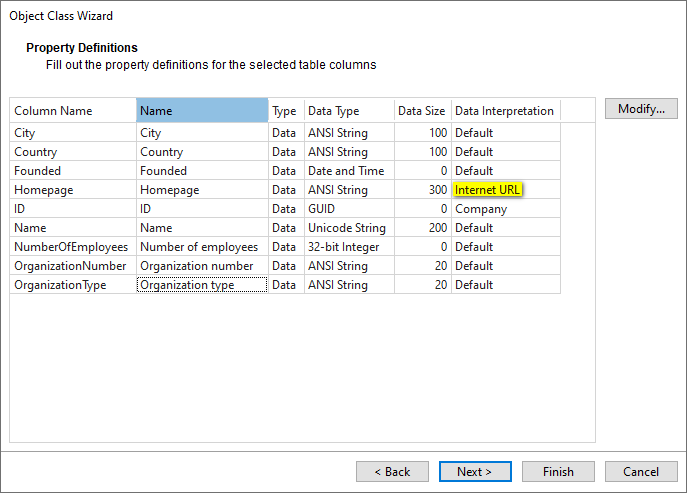 Object Class Wizard
Property Definitions
Fill out the property definitions for the selected table columns
Column Name Name Type Data Type Data Size Data Interpretation
City City Data ANSI String 100 Default
Country Country Data ANSI String 100 Default
Founded Founded Data Date and Time 0 Default
Homepage Homepage Data ANSI String 300 Internet URL
ID ID Data GUID 0 Company
Name Name Data Unicode String 200 Default
NumberOfEmployees Number of employees Data 32-bit Integer 0 Default
OrganizationNumber Organization number Data ANSI String 20 Default
OrganizationType Organization type Data ANSI String 20 Default
Modify...
< Back Next > Finish Cancel